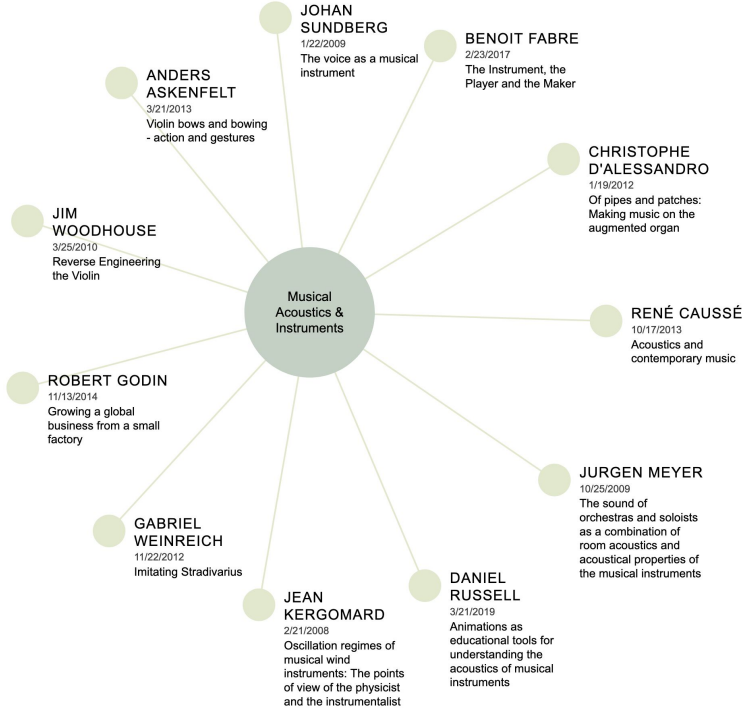 JOHAN
SUNDBERG
1/22/2009
The voice as a musical
instrument
BENOIT FABRE
2/23/2017
The Instrument, the
Player and the Maker
ANDERS
ASKENFELT
3/21/2013
Violin bows and bowing
- action and gestures
CHRISTOPHE
D'ALESSANDRO
1/19/2012
Of pipes and patches:
Making music on the
augmented organ
JIM
WOODHOUSE
3/25/2010
Reverse Engineering
the Violin
Musical
Acoustics &
Instruments
RENÉ CAUSSÉ
10/17/2013
Acoustics and
contemporary music
ROBERT GODIN
11/13/2014
Growing a global
business from a small
factory
JURGEN MEYER
10/25/2009
The sound of
orchestras and soloists
as a combination of
room acoustics and
acoustical properties of
the musical instruments
GABRIEL
WEINREICH
11/22/2012
Imitating Stradivarius
DANIEL
RUSSELL
3/21/2019
Animations as
educational tools for
understanding the
acoustics of musical
instruments
JEAN
KERGOMARD
2/21/2008
Oscillation regimes of
musical wind
instruments: The points
of view of the physicist
and the instrumentalist